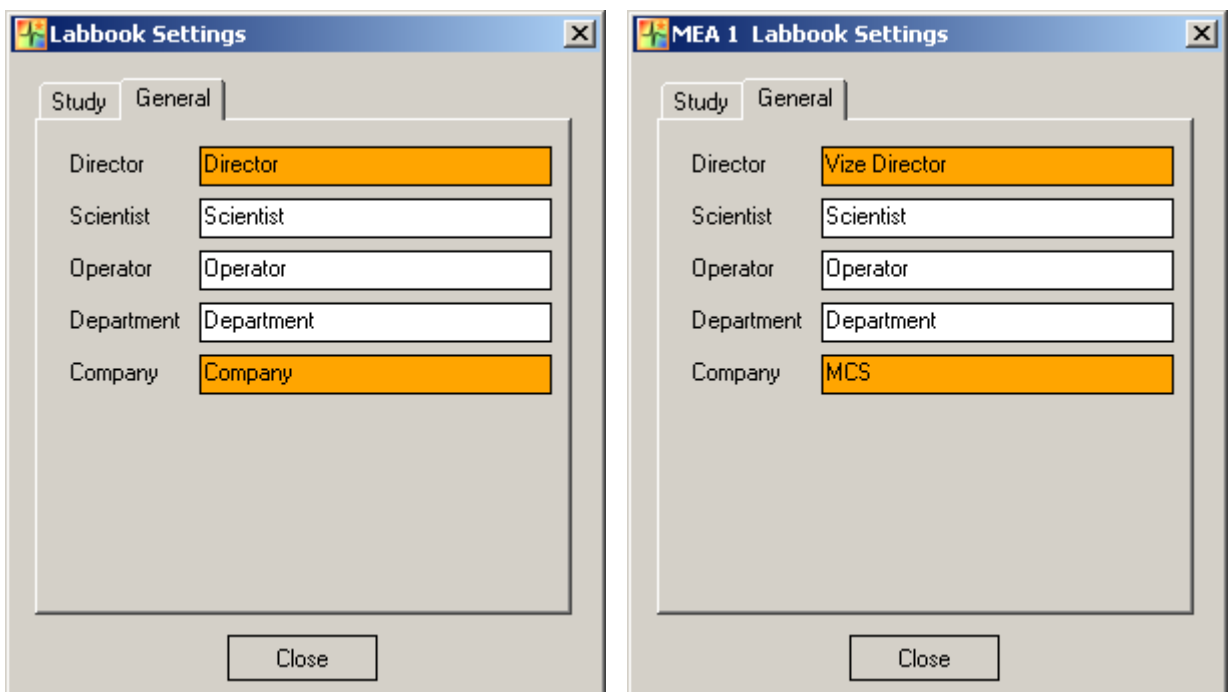 Labbook Settings
Study General
Director Director
Scientist Scientist
Operator Operator
Department Department
Company Company
Close
MEA 1 Labbook Settings
Study General
Director Vize Director
Scientist Scientist
Operator Operator
Department Department
Company MCS
Close